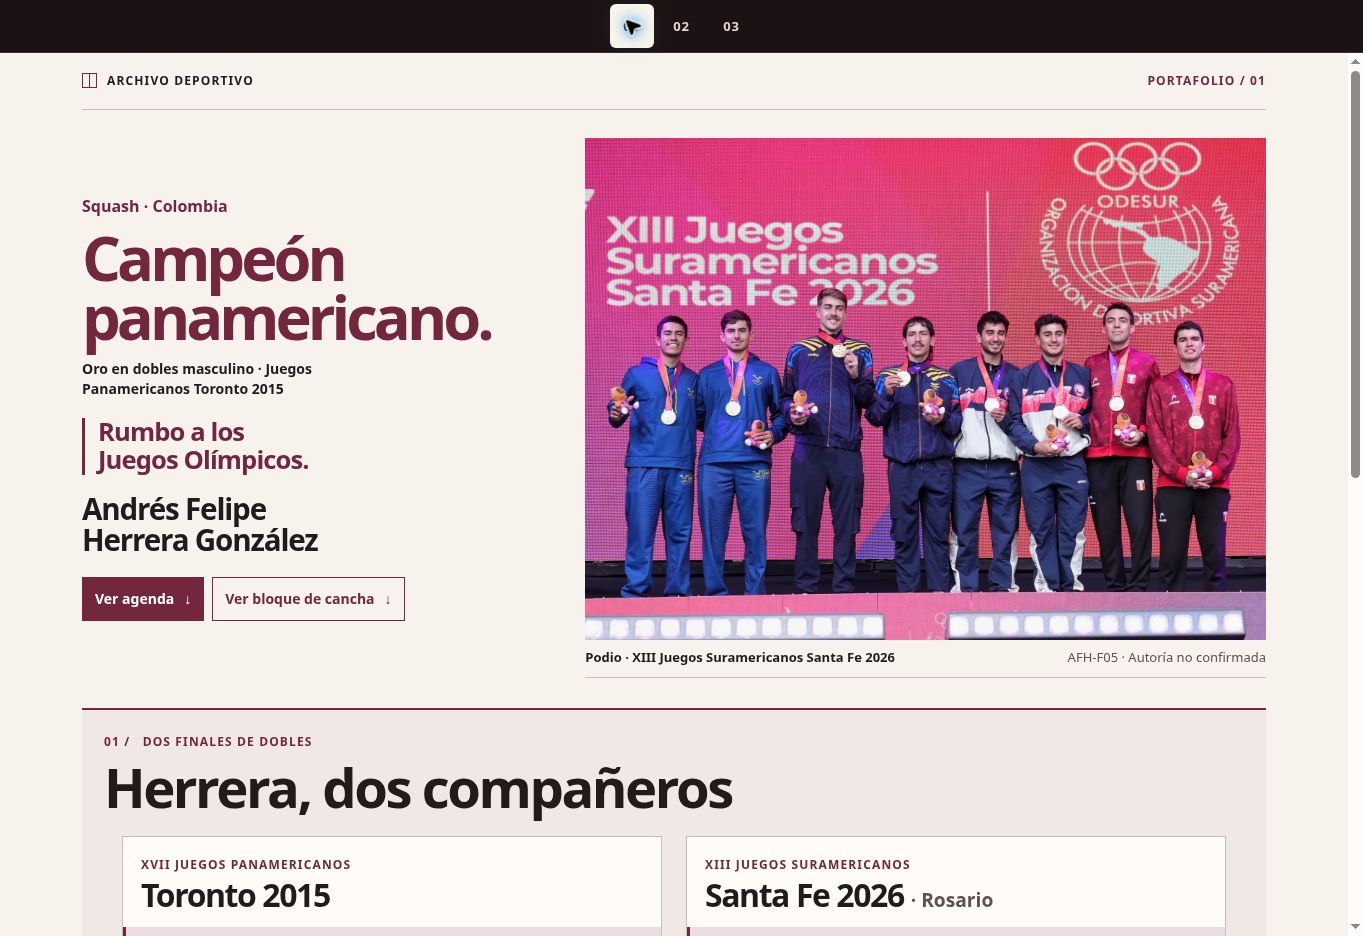 02 03
ARCHIVO DEPORTIVO
PORTAFOLIO / 01
Squash · Colombia
Campeón
panamericano.
Oro en dobles masculino · Juegos
Panamericanos Toronto 2015
Rumbo a los
Juegos Olímpicos.
Andrés Felipe
Herrera González
Ver agenda ↓
Ver bloque de cancha ↓
XIII Juegos
Suramericanos
Santa Fe 2026
ODESUR
ORGANIZACION DEPORTIVA SURAMERICANA
Podio · XIII Juegos Suramericanos Santa Fe 2026
AFH-F05 · Autoría no confirmada
01 / DOS FINALES DE DOBLES
Herrera, dos compañeros
XVII JUEGOS PANAMERICANOS
Toronto 2015
XIII JUEGOS SURAMERICANOS
Santa Fe 2026 · Rosario